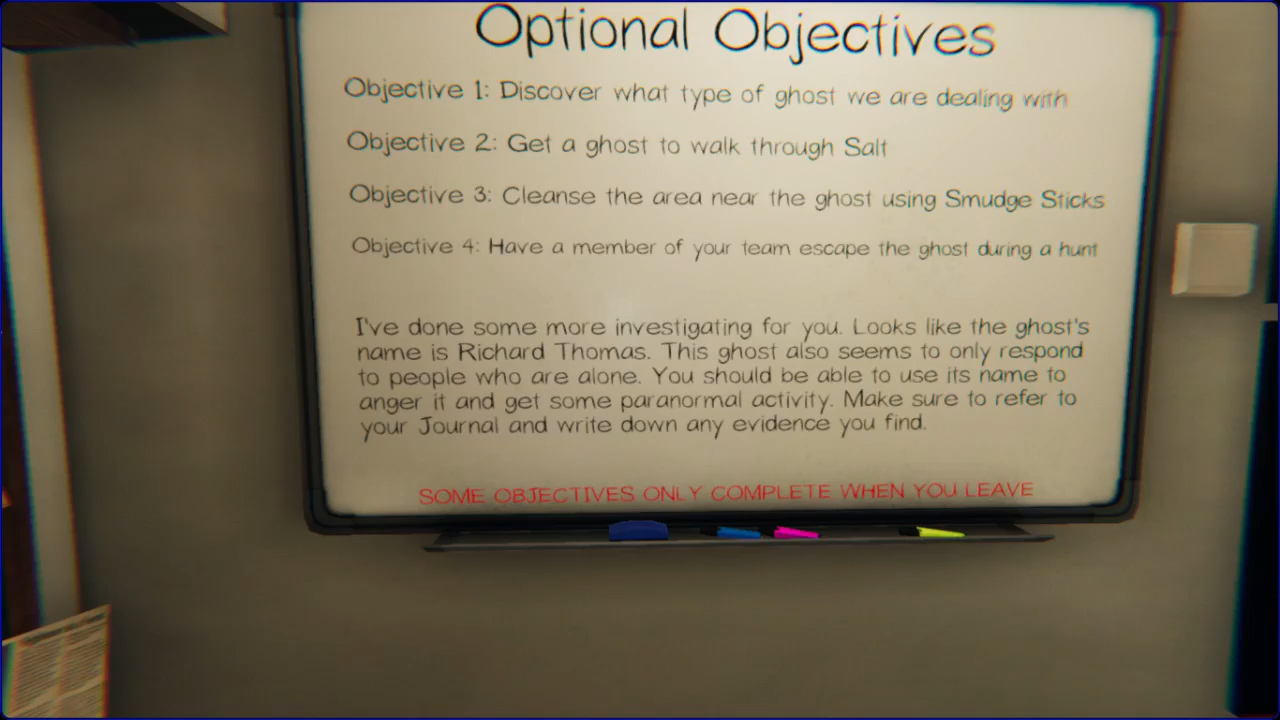 Optional Objectives
Objective 1: Discover what type of ghost we are dealing with
Objective 2: Get a ghost to walk through Salt
Objective 3: Cleanse the area near the ghost using Smudge Sticks
Objective 4: Have a member of your team escape the ghost during a hunt
I've done some more investigating for you. Looks like the ghost's
name is Richard Thomas. This ghost also seems to only respond
to people who are alone. You should be able to use its name to
anger it and get some paranormal activity. Make sure to refer to
your Journal and write down any evidence you find.
SOME OBJECTIVES ONLY COMPLETE WHEN YOU LEAVE